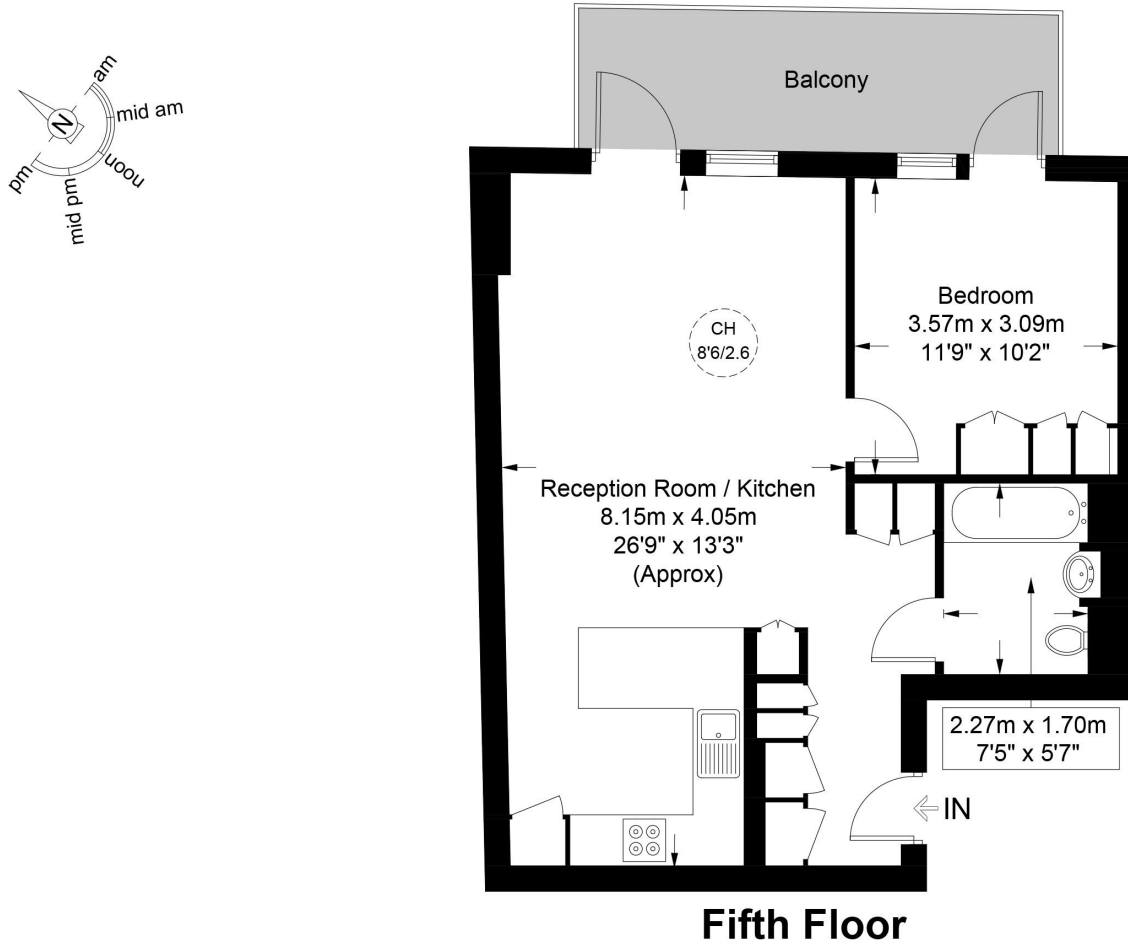 am
mid am
noon
mid pm
pm
N
Balcony
Bedroom
3.57m x 3.09m
11'9" x 10'2"
CH
8'6/2.6
Reception Room / Kitchen
8.15m x 4.05m
26'9" x 13'3"
(Approx)
2.27m x 1.70m
7'5" x 5'7"
IN
Fifth Floor